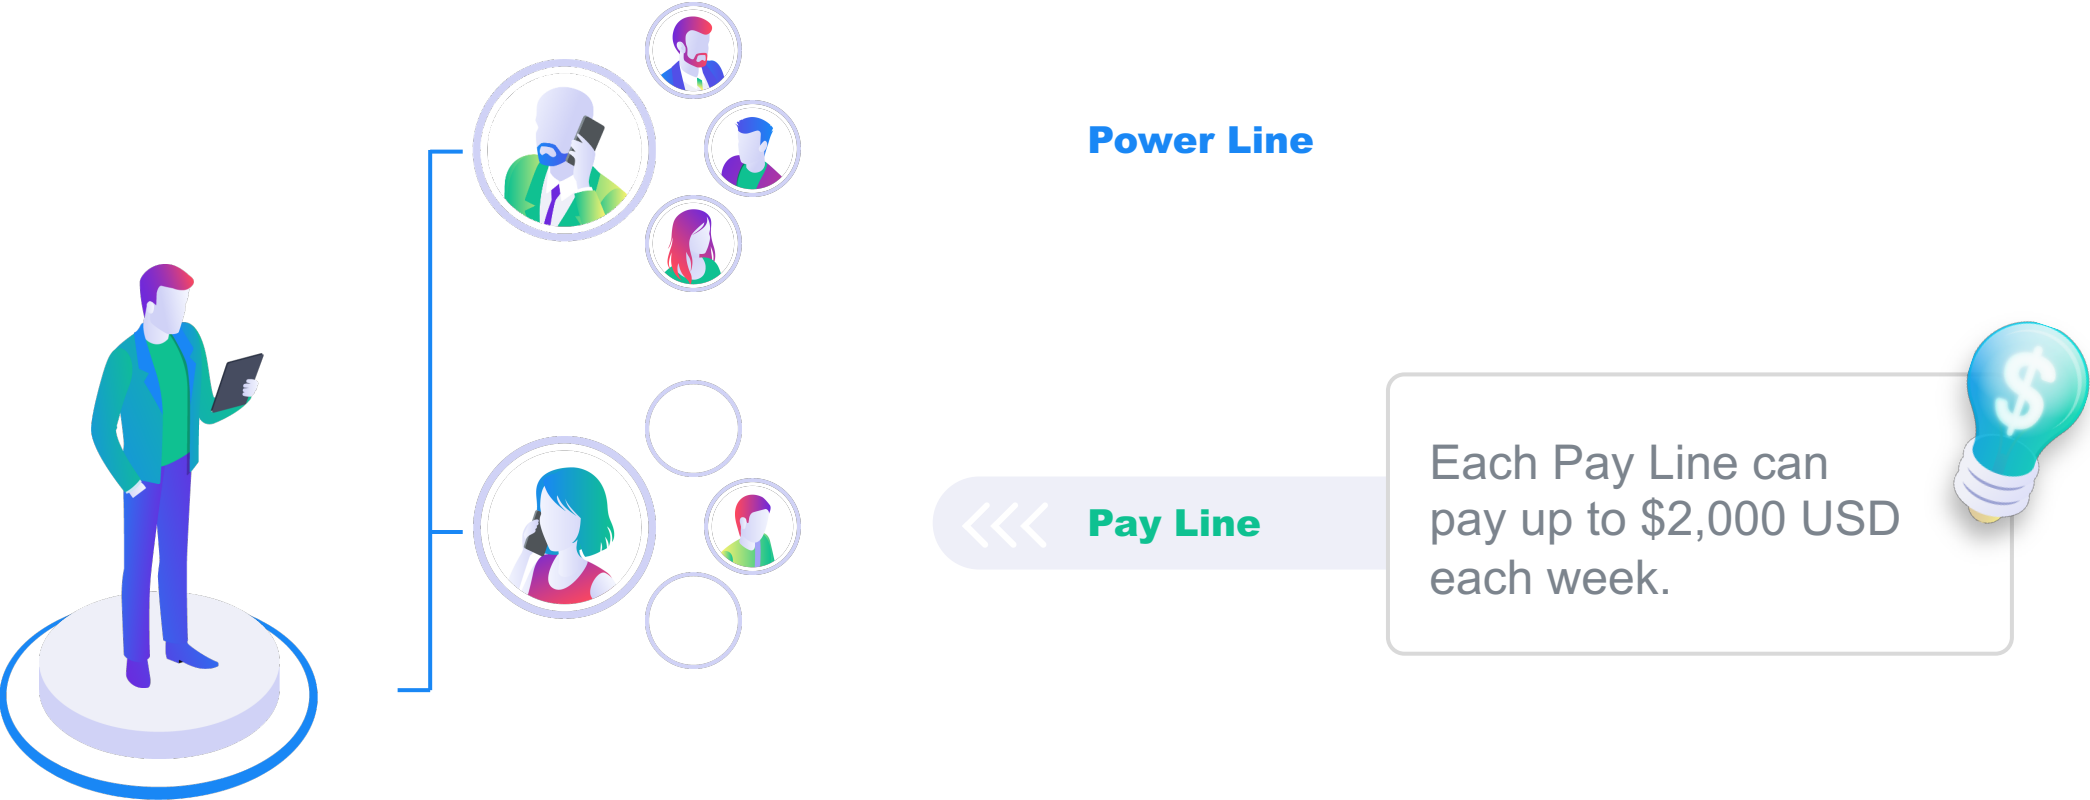 Power Line
Pay Line
Each Pay Line can
pay up to $2,000 USD
each week.
$